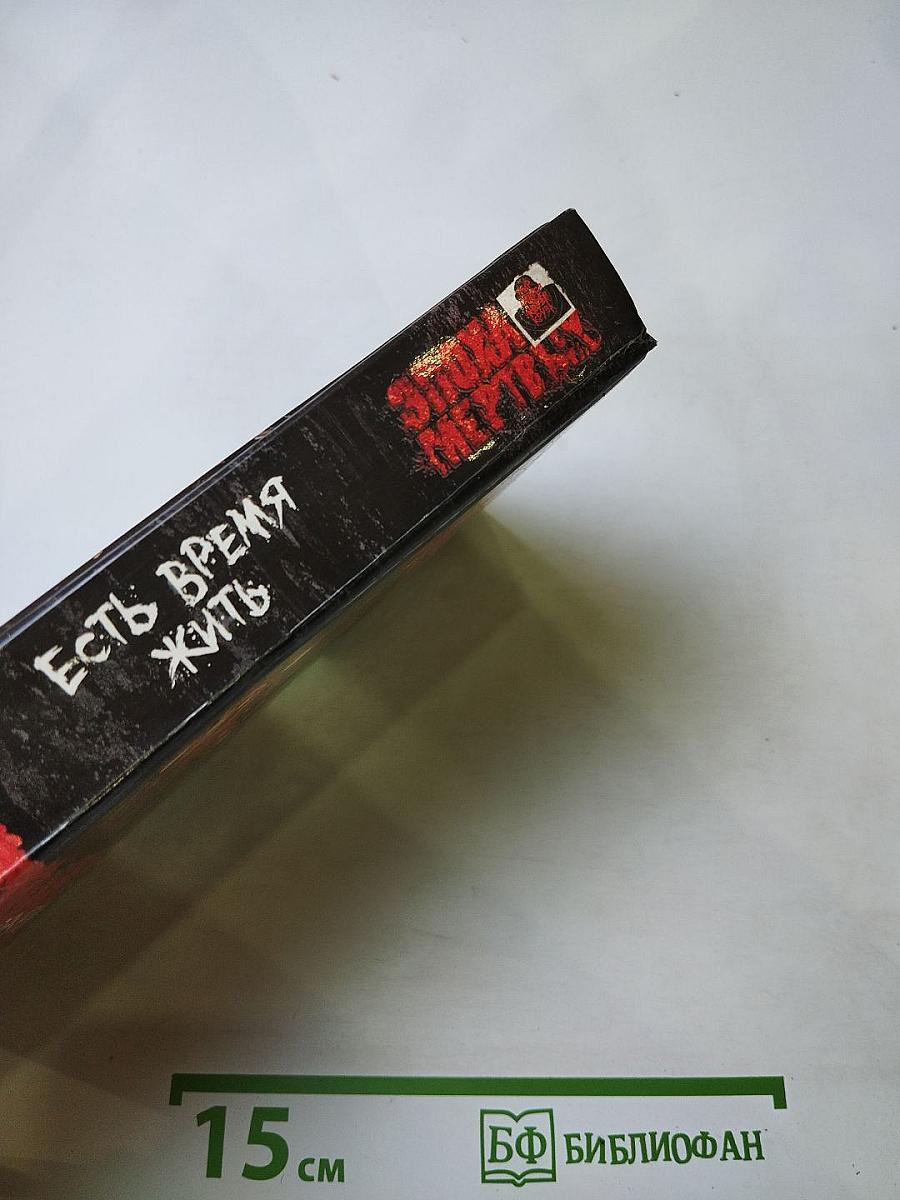 ЭПОХА
МЕРТВЫХ
ЕСТЬ ВРЕМЯ
ЖИТЬ
15 см
БФ БИБЛИОФАН